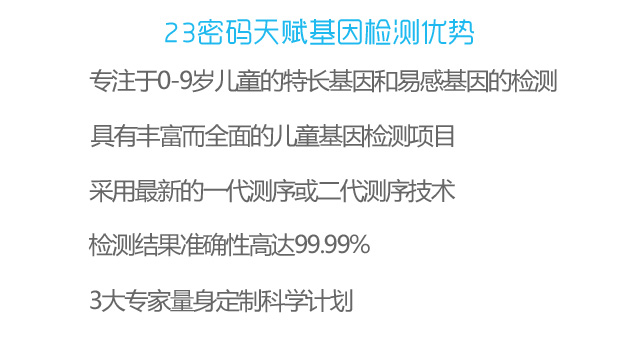 23密码天赋基因检测优势
专注于0-9岁儿童的特长基因和易感基因的检测
具有丰富而全面的儿童基因检测项目
采用最新的一代测序或二代测序技术
检测结果准确性高达99.99%
3大专家量身定制科学计划